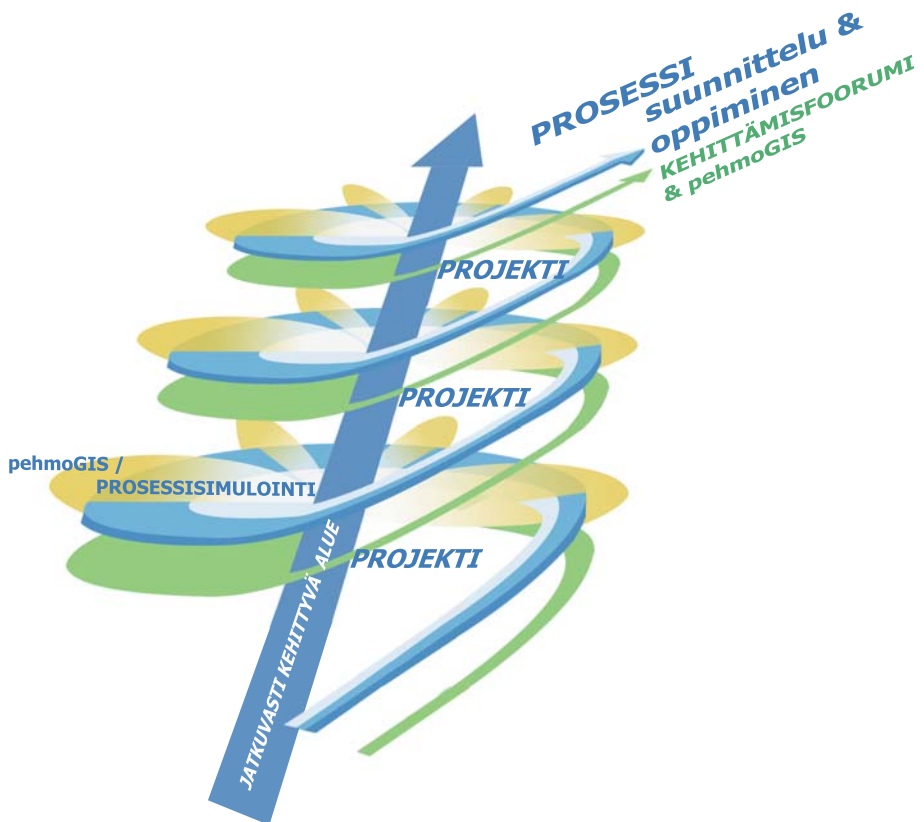 PROSESSI
suunnittelu &
oppiminen
KEHITTÄMISFOORUMI
& pehmoGIS
PROJEKTI
PROJEKTI
pehmoGIS /
PROSESSISIMULOINTI
PROJEKTI
JATKUVASTI KEHITTYVÄ ALUE